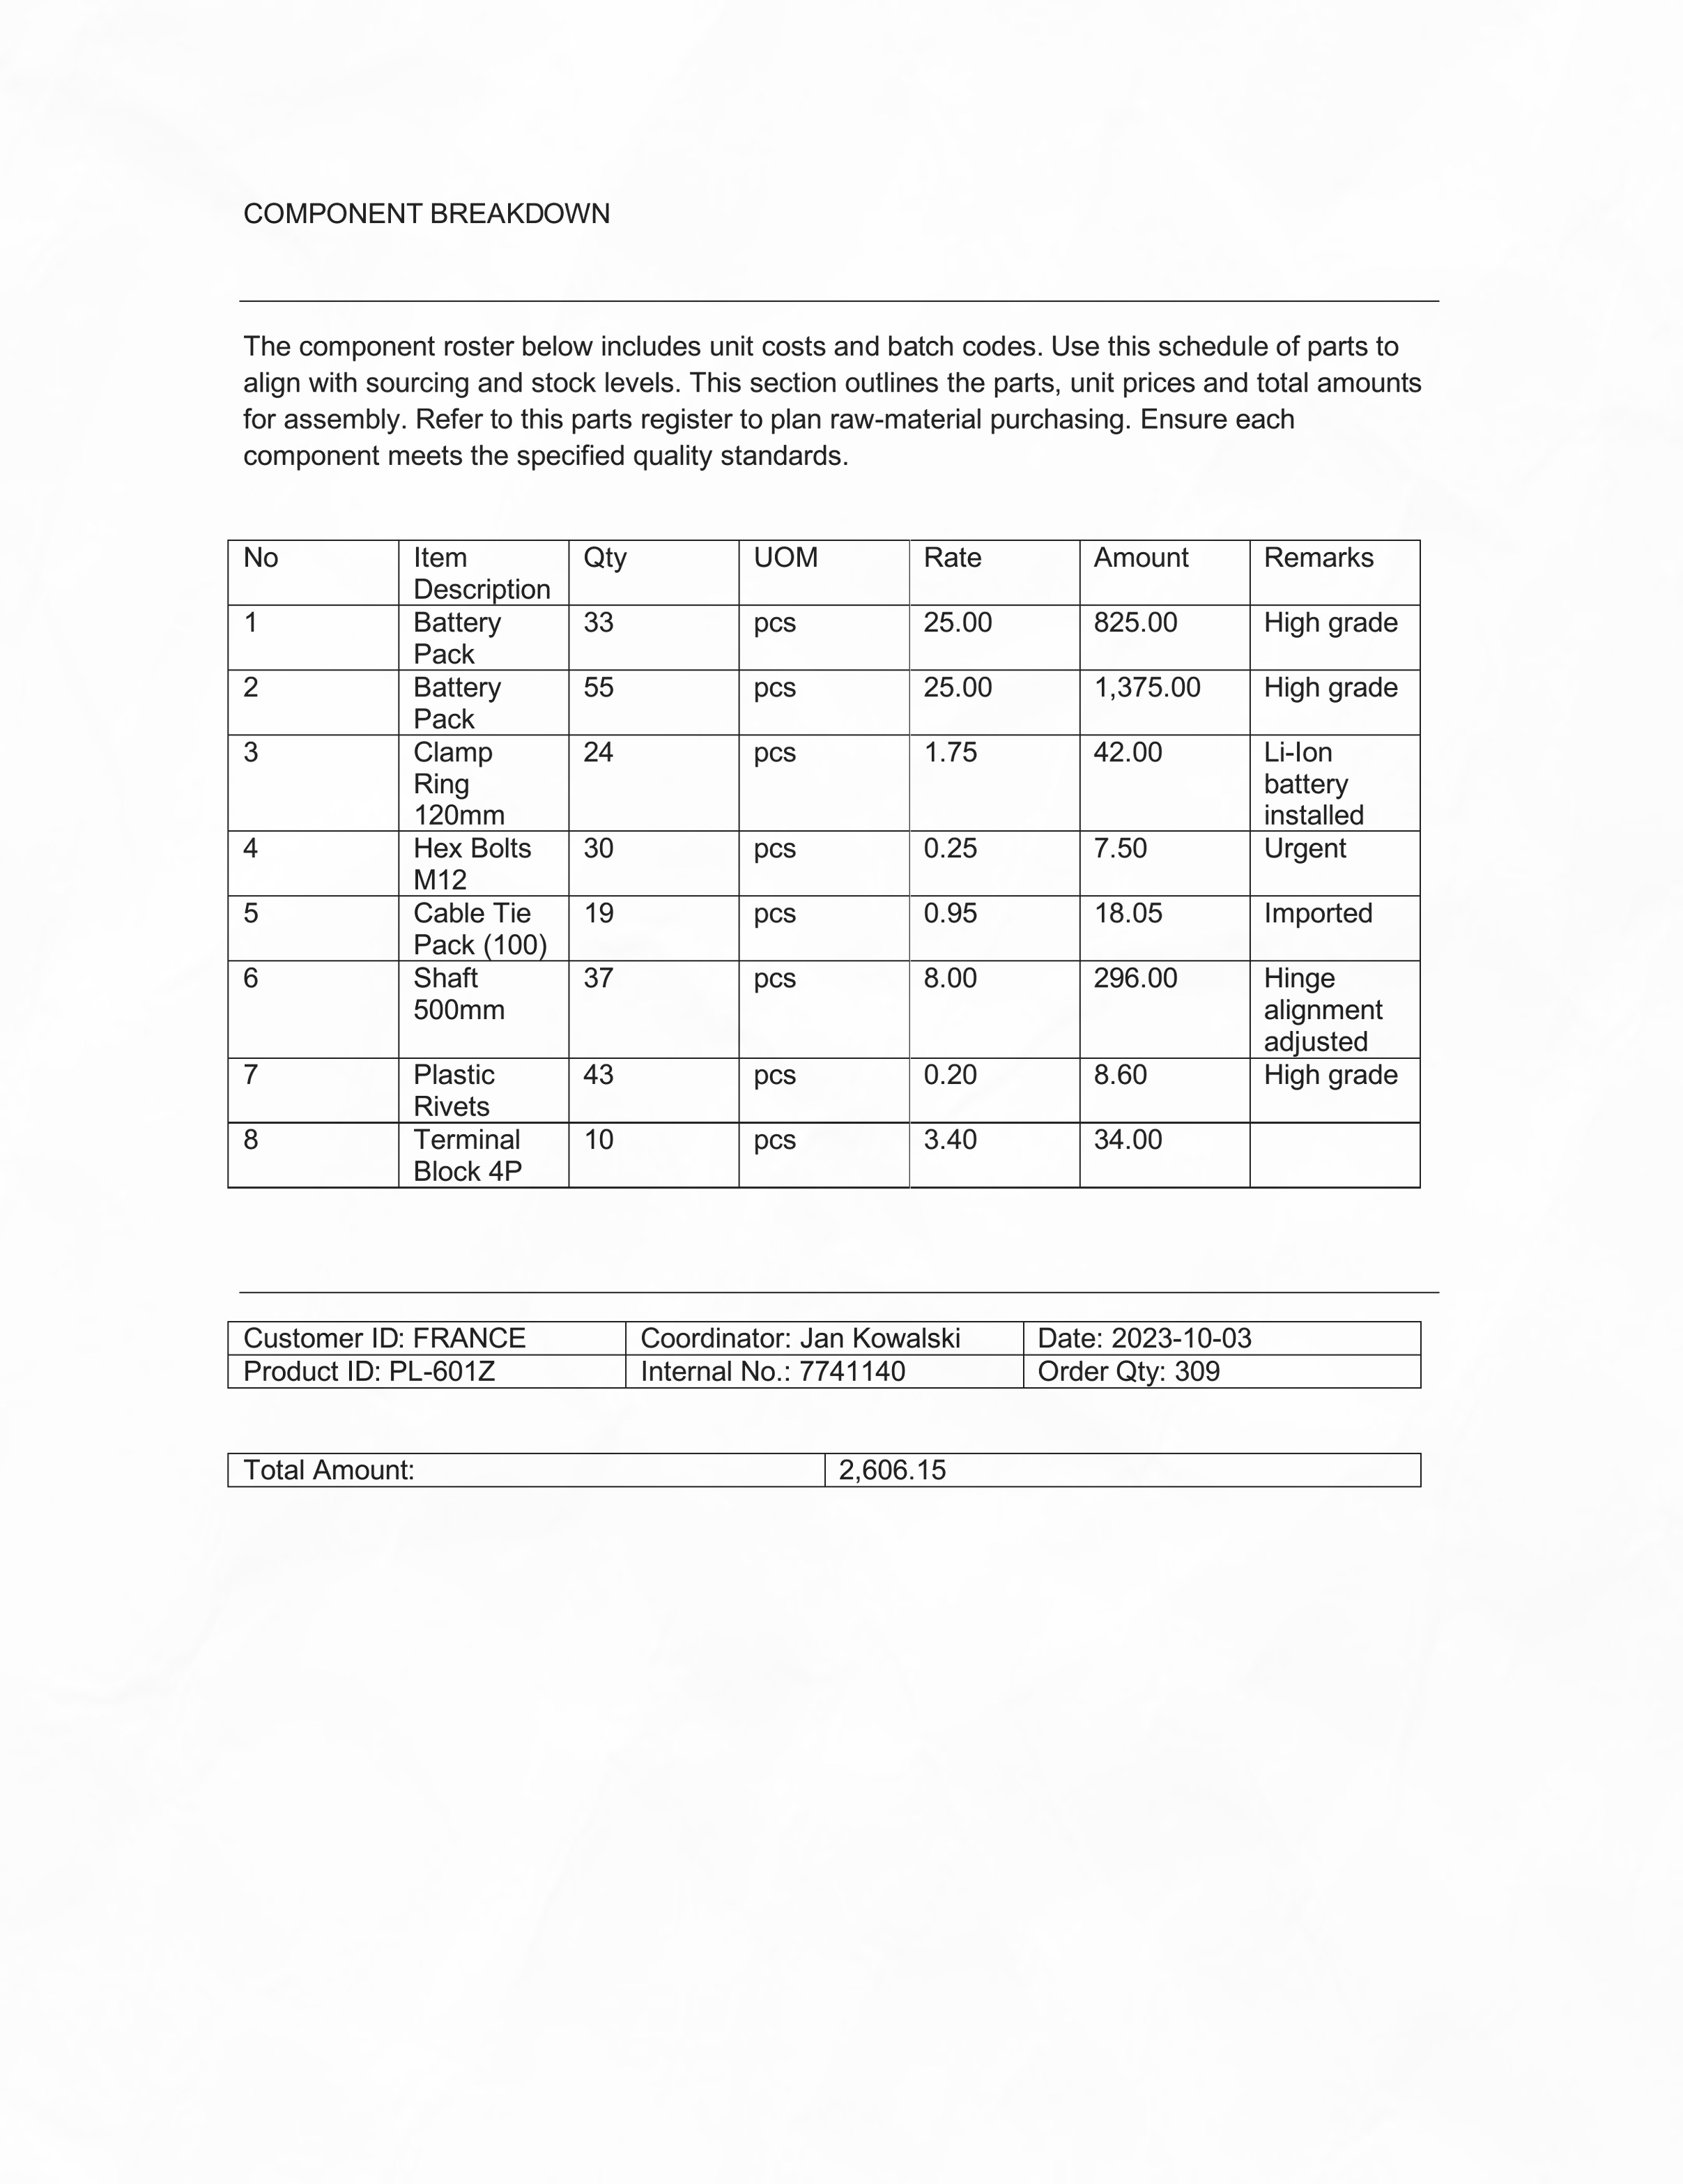 COMPONENT BREAKDOWN
The component roster below includes unit costs and batch codes. Use this schedule of parts to
align with sourcing and stock levels. This section outlines the parts, unit prices and total amounts
for assembly. Refer to this parts register to plan raw-material purchasing. Ensure each
component meets the specified quality standards.
No Item Description Qty UOM Rate Amount Remarks
1 Battery Pack 33 pcs 25.00 825.00 High grade
2 Battery Pack 55 pcs 25.00 1,375.00 High grade
3 Clamp Ring 120mm 24 pcs 1.75 42.00 Li-Ion battery installed
4 Hex Bolts M12 30 pcs 0.25 7.50 Urgent
5 Cable Tie Pack (100) 19 pcs 0.95 18.05 Imported
6 Shaft 500mm 37 pcs 8.00 296.00 Hinge alignment adjusted
7 Plastic Rivets 43 pcs 0.20 8.60 High grade
8 Terminal Block 4P 10 pcs 3.40 34.00
Customer ID: FRANCE Coordinator: Jan Kowalski Date: 2023-10-03
Product ID: PL-601Z Internal No.: 7741140 Order Qty: 309
Total Amount: 2,606.15